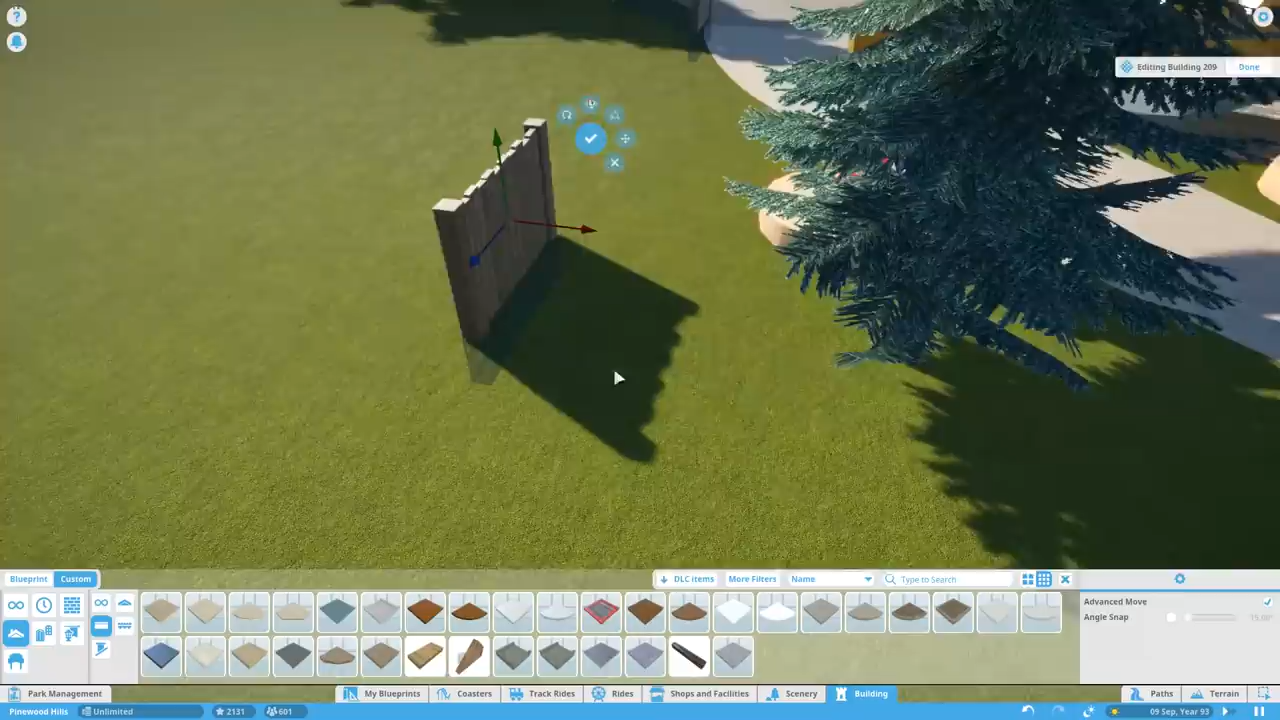 ?
Editing Building 209 Done
Blueprint Custom
DLC items More Filters Name Type to Search
Advanced Move
Angle Snap 15.00°
Park Management My Blueprints Coasters Track Rides Rides Shops and Facilities Scenery Building Paths Terrain
Pinewood Hills Unlimited 2131 601 09 Sep, Year 93